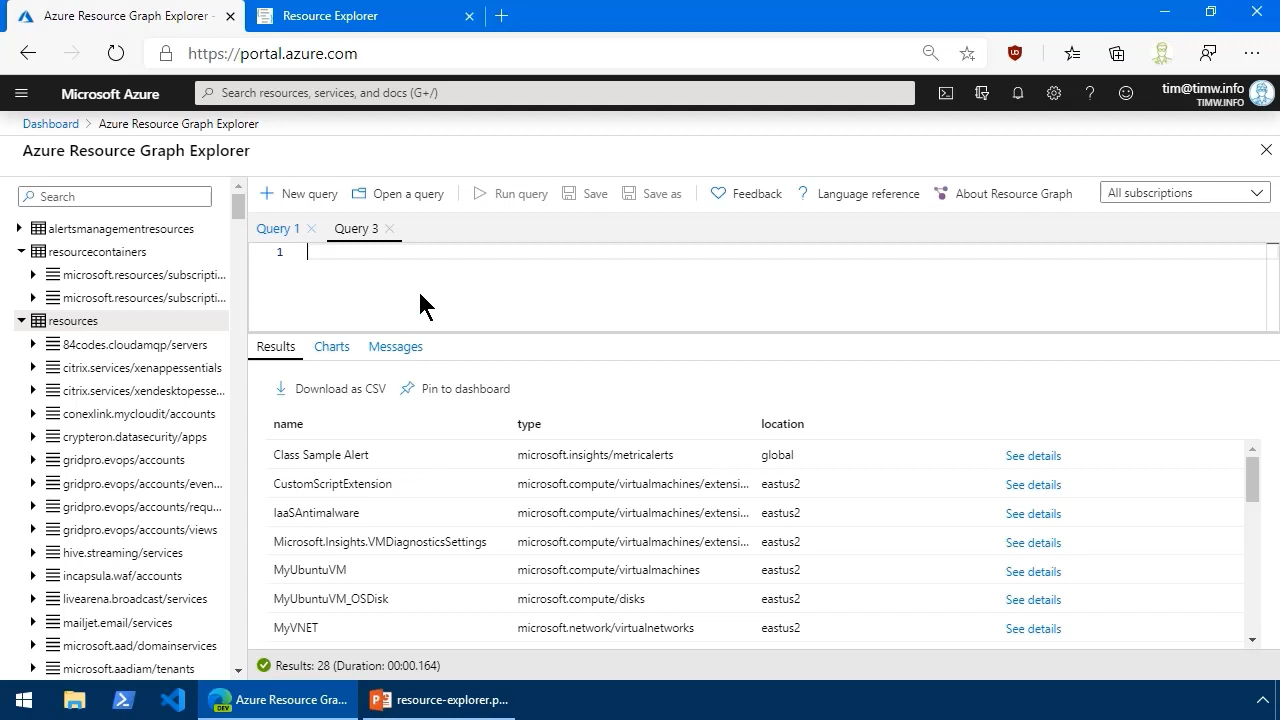 Azure Resource Graph Explorer -
Resource Explorer
https://portal.azure.com
Microsoft Azure
Search resources, services, and docs (G+/)
tim@timw.info
TIMW.INFO
Dashboard > Azure Resource Graph Explorer
Azure Resource Graph Explorer
Search
New query
Open a query
Run query
Save
Save as
Feedback
? Language reference
About Resource Graph
All subscriptions
alertsmanagementresources
resourcecontainers
microsoft.resources/subscripti...
microsoft.resources/subscripti...
resources
84codes.cloudamqp/servers
citrix.services/xenappessentials
citrix.services/xendesktopesse...
conexlink.mycloudit/accounts
crypteron.datasecurity/apps
gridpro.evops/accounts
gridpro.evops/accounts/even...
gridpro.evops/accounts/requ...
gridpro.evops/accounts/views
hive.streaming/services
incapsula.waf/accounts
livearena.broadcast/services
mailjet.email/services
microsoft.aad/domainservices
microsoft.aadiam/tenants
Query 1
Query 3
1
Results
Charts
Messages
Download as CSV
Pin to dashboard
name type location
Class Sample Alert microsoft.insights/metricalerts global See details
CustomScriptExtension microsoft.compute/virtualmachines/extensi... eastus2 See details
IaaSAntimalware microsoft.compute/virtualmachines/extensi... eastus2 See details
Microsoft.Insights.VMDiagnosticsSettings microsoft.compute/virtualmachines/extensi... eastus2 See details
MyUbuntuVM microsoft.compute/virtualmachines eastus2 See details
MyUbuntuVM_OSDisk microsoft.compute/disks eastus2 See details
MyVNET microsoft.network/virtualnetworks eastus2 See details
Results: 28 (Duration: 00:00.164)
DEV
Azure Resource Gra...
resource-explorer.p...